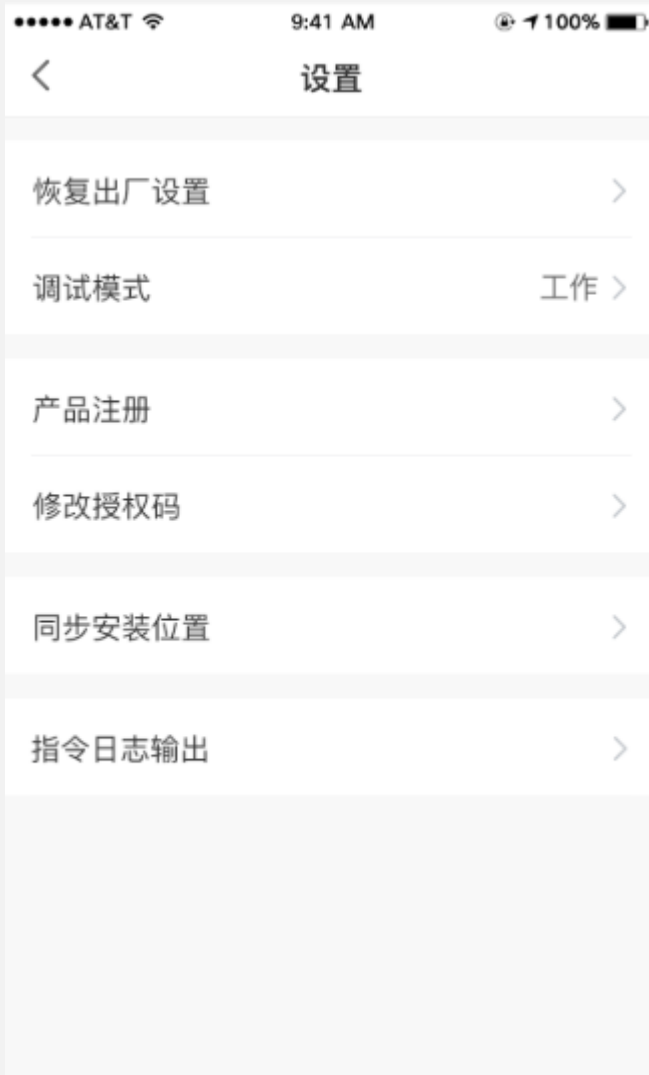 AT&T 9:41 AM 100%
设置
恢复出厂设置
调试模式 工作
产品注册
修改授权码
同步安装位置
指令日志输出